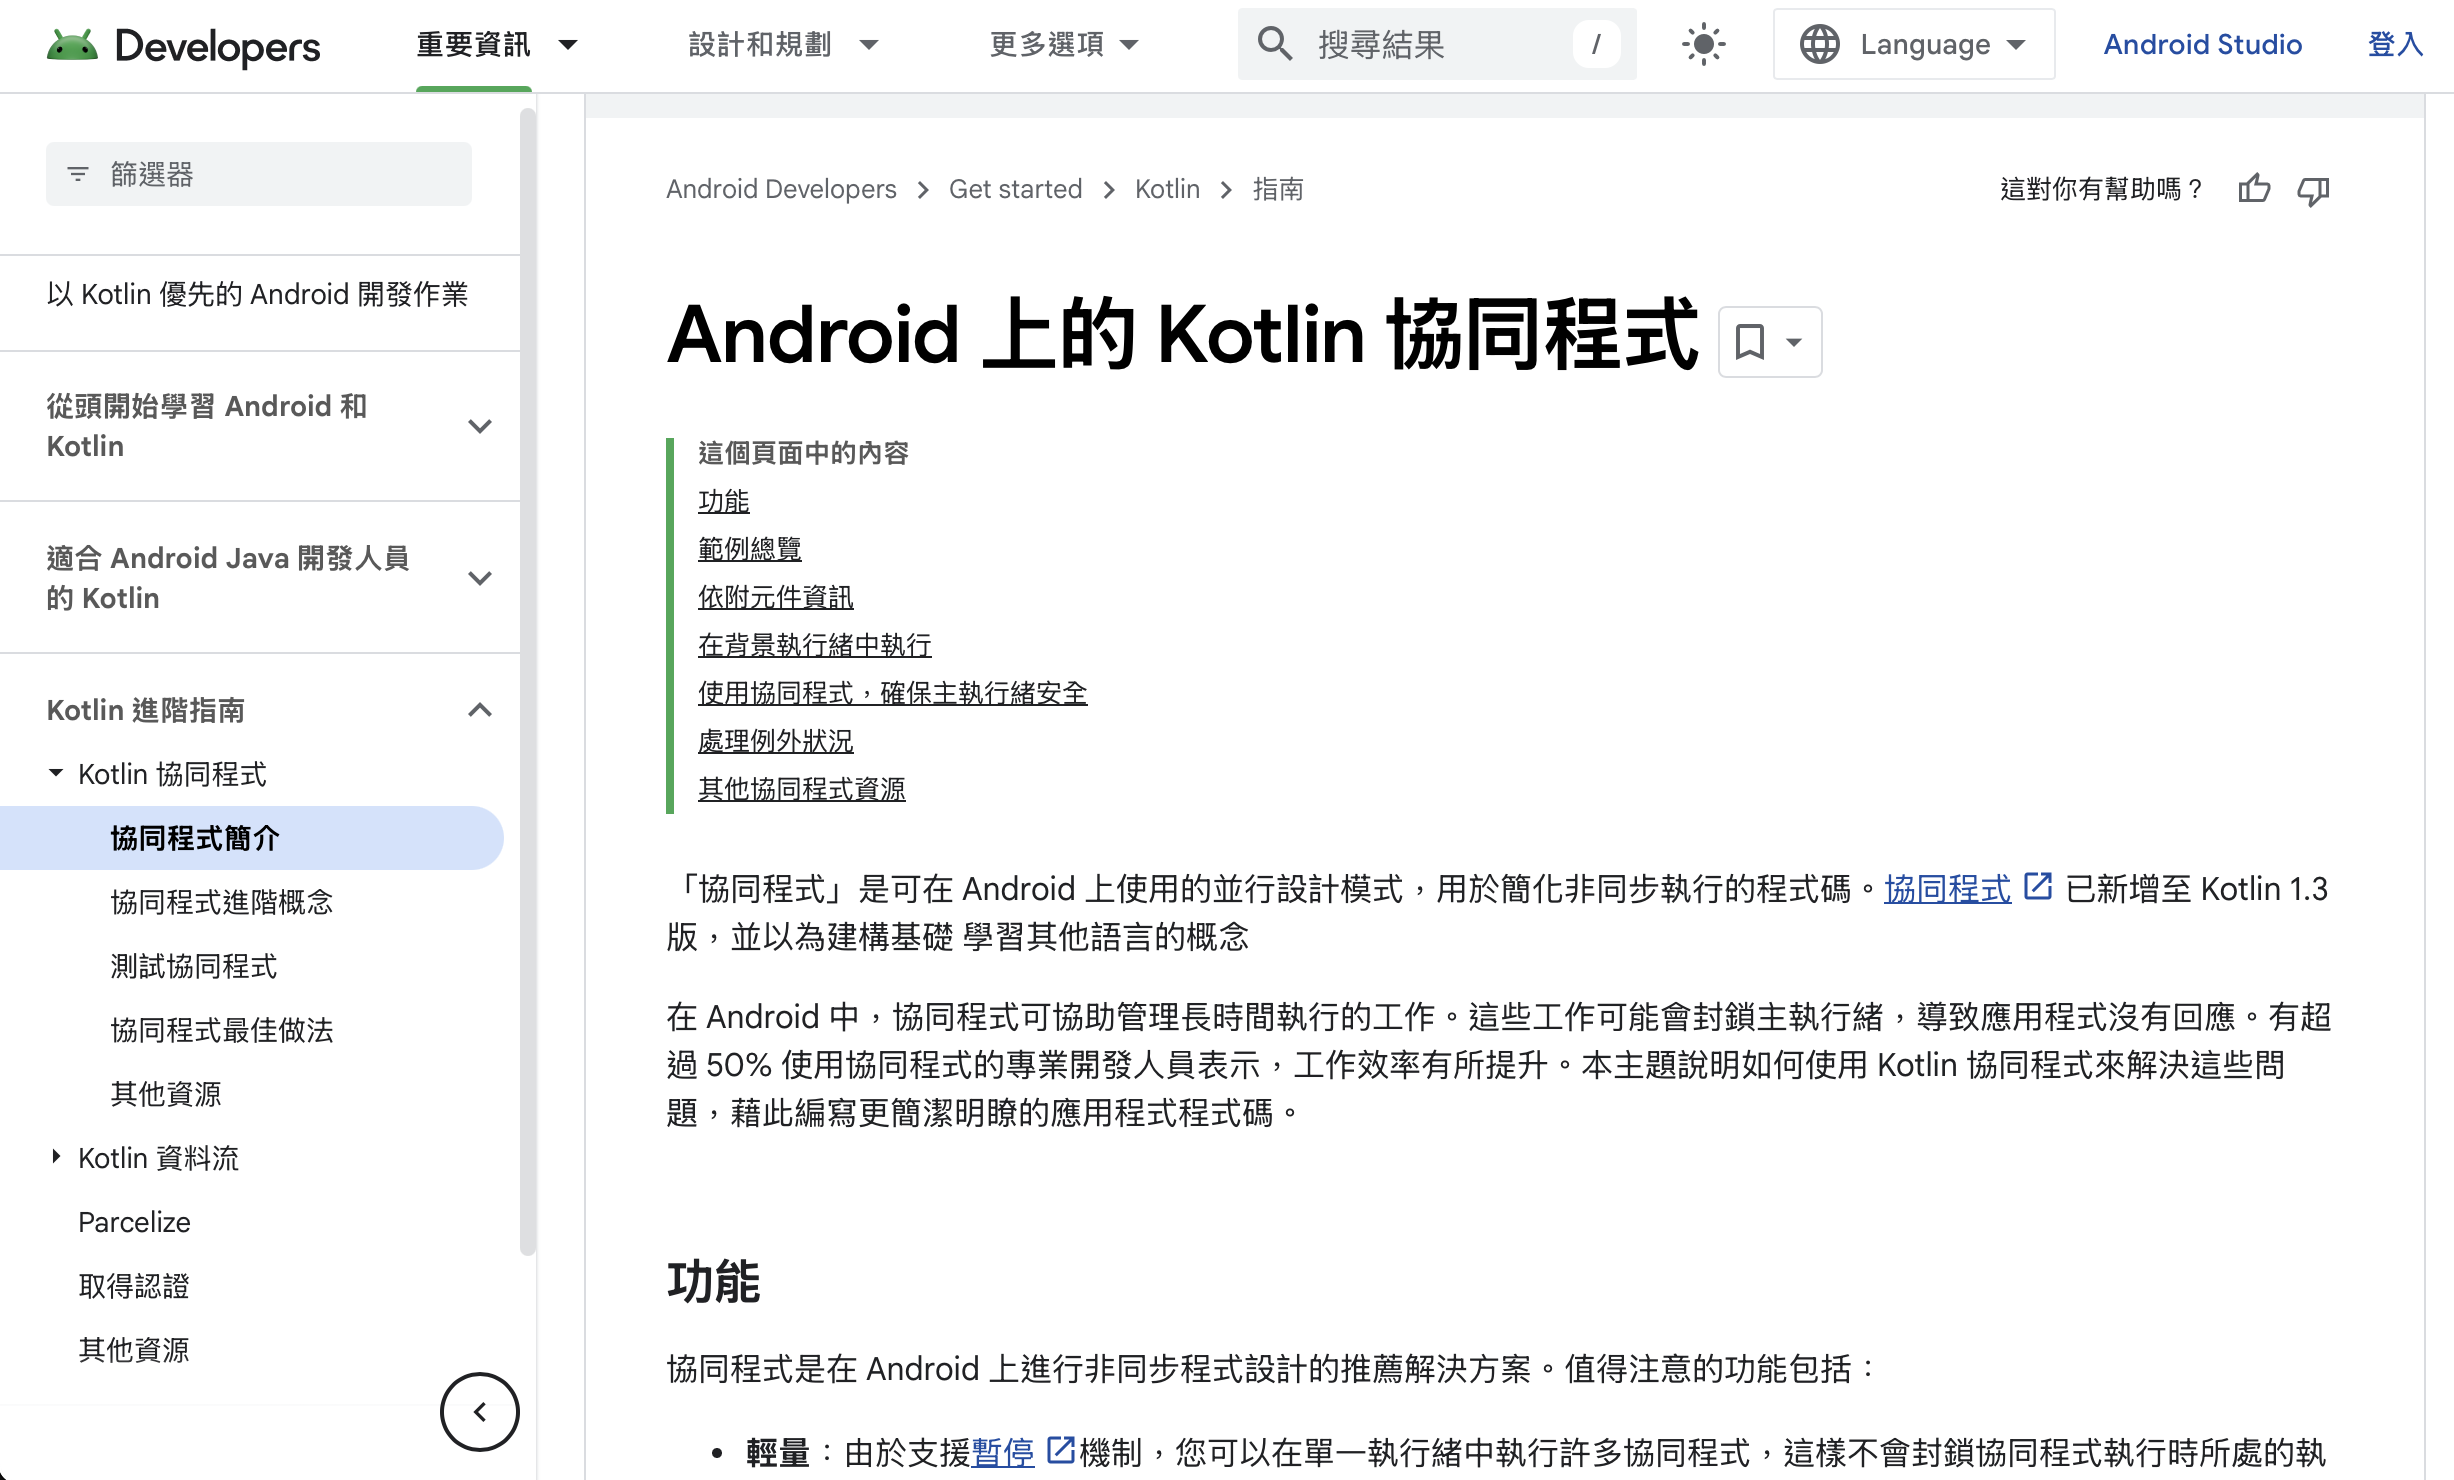 Developers
重要資訊
設計和規劃
更多選項
搜尋結果
/
Language
Android Studio
登入
篩選器
以 Kotlin 優先的 Android 開發作業
從頭開始學習 Android 和
Kotlin
適合 Android Java 開發人員
的 Kotlin
Kotlin 進階指南
Kotlin 協同程式
協同程式簡介
協同程式進階概念
測試協同程式
協同程式最佳做法
其他資源
Kotlin 資料流
Parcelize
取得認證
其他資源
Android Developers > Get started > Kotlin > 指南
這對你有幫助嗎？
Android 上的 Kotlin 協同程式
這個頁面中的內容
功能
範例總覽
依附元件資訊
在背景執行緒中執行
使用協同程式，確保主執行緒安全
處理例外狀況
其他協同程式資源
「協同程式」是可在 Android 上使用的並行設計模式，用於簡化非同步執行的程式碼。協同程式 已新增至 Kotlin 1.3
版，並以為建構基礎 學習其他語言的概念
在 Android 中，協同程式可協助管理長時間執行的工作。這些工作可能會封鎖主執行緒，導致應用程式沒有回應。有超
過 50% 使用協同程式的專業開發人員表示，工作效率有所提升。本主題說明如何使用 Kotlin 協同程式來解決這些問
題，藉此編寫更簡潔明瞭的應用程式程式碼。
功能
協同程式是在 Android 上進行非同步程式設計的推薦解決方案。值得注意的功能包括：
• 輕量：由於支援暫停 機制，您可以在單一執行緒中執行許多協同程式，這樣不會封鎖協同程式執行時所處的執